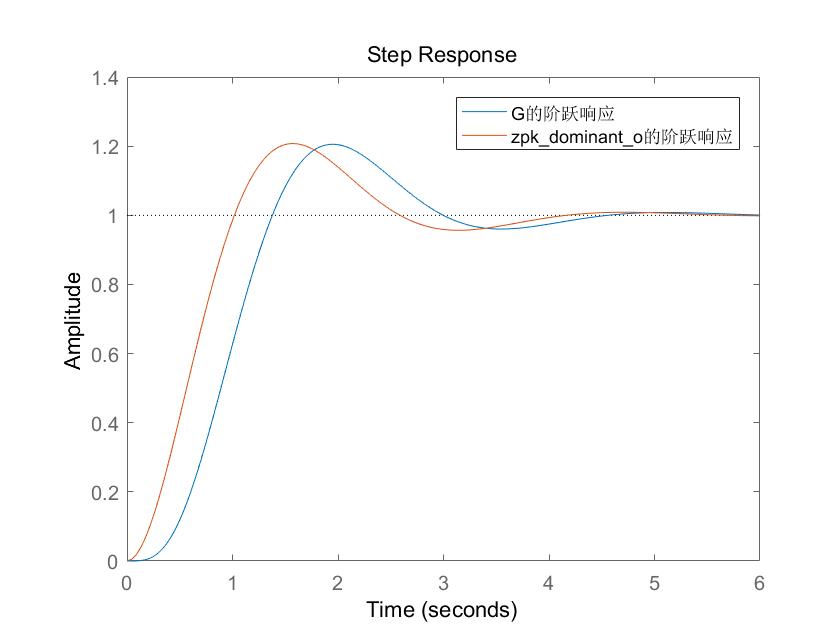 Step Response
1.4
1.2
1
0.8
0.6
0.4
0.2
0
Amplitude
G的阶跃响应
zpk_dominant_o的阶跃响应
0 1 2 3 4 5 6
Time (seconds)